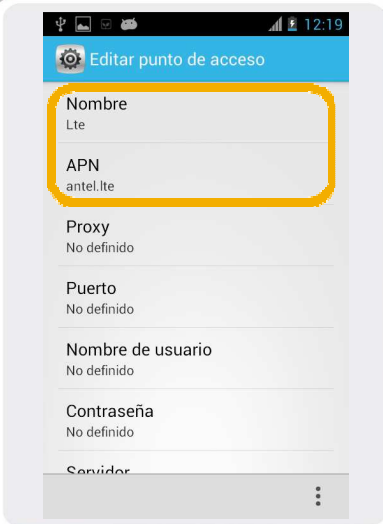 12:19
Editar punto de acceso
Nombre
Lte
APN
antel.lte
Proxy
No definido
Puerto
No definido
Nombre de usuario
No definido
Contraseña
No definido
Servidor